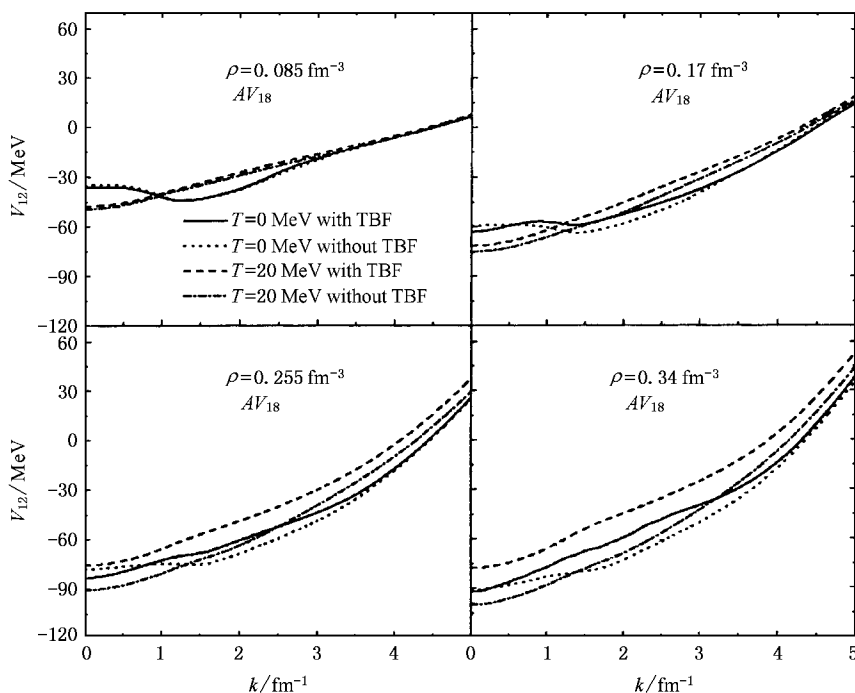 60
30
0
−30
−60
−90
−120
V₁₂/MeV
ρ=0.085 fm⁻³
AV₁₈
T=0 MeV with TBF
T=0 MeV without TBF
T=20 MeV with TBF
T=20 MeV without TBF
ρ=0.17 fm⁻³
AV₁₈
60
30
0
−30
−60
−90
−120
V₁₂/MeV
ρ=0.255 fm⁻³
AV₁₈
ρ=0.34 fm⁻³
AV₁₈
0 1 2 3 4 5
0 1 2 3 4 5
k/fm⁻¹
k/fm⁻¹